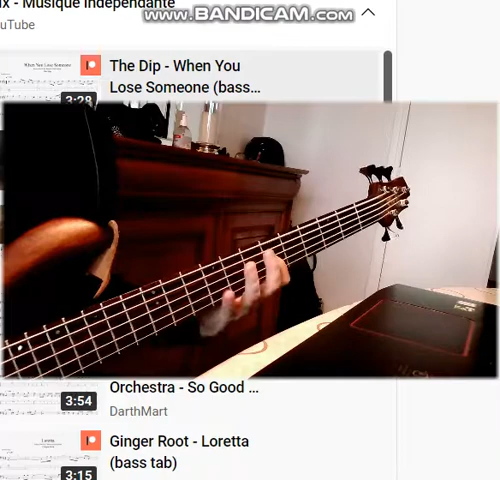 ix - Musique Indépendante
www.BANDICAM.com
uTube
The Dip - When You
Lose Someone (bass...
3:28
Orchestra - So Good ...
3:54
DarthMart
Ginger Root - Loretta
(bass tab)
3:15